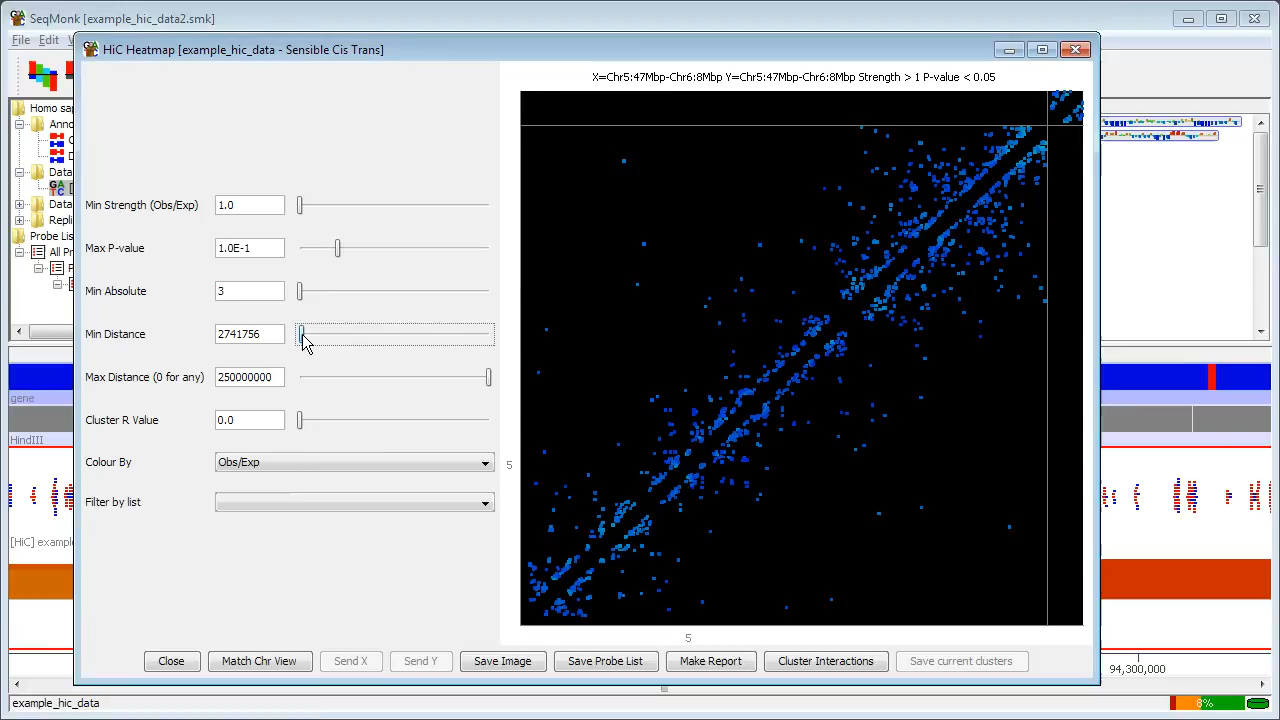 SeqMonk [example_hic_data2.smk]
File Edit
HiC Heatmap [example_hic_data - Sensible Cis Trans]
X=Chr5:47Mbp-Chr6:8Mbp Y=Chr5:47Mbp-Chr6:8Mbp Strength > 1 P-value < 0.05
Homo sap
Anno
Data
Data
Repli
Probe List
All Pr
Min Strength (Obs/Exp) 1.0
Max P-value 1.0E-1
Min Absolute 3
Min Distance 2741756
Max Distance (0 for any) 250000000
Cluster R Value 0.0
Colour By Obs/Exp
Filter by list
5
5
gene
HindIII
[HiC] examp
Close Match Chr View Send X Send Y Save Image Save Probe List Make Report Cluster Interactions Save current clusters
94,300,000
example_hic_data
8%